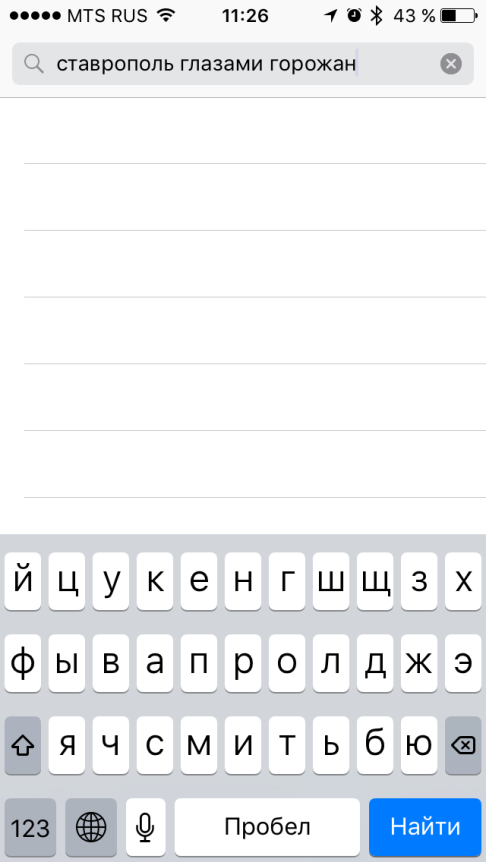 MTS RUS 11:26 43 %
ставрополь глазами горожан
й ц у к е н г ш щ з х
ф ы в а п р о л д ж э
я ч с м и т ь б ю
123 Пробел Найти